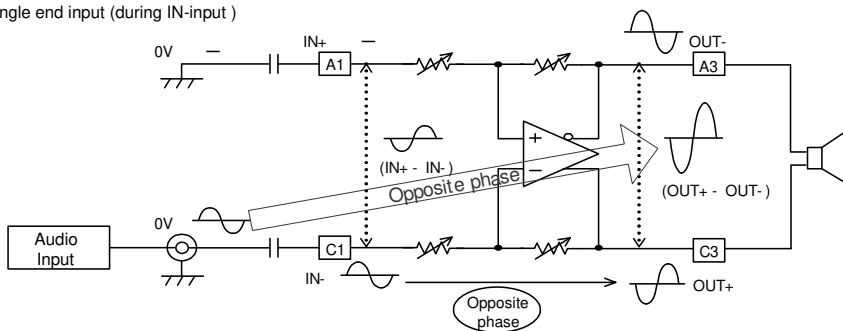 ngle end input (during IN-input )
OUT-
IN+
0V
A1
A3
+
(IN+ - IN- )
−
Opposite phase
(OUT+ - OUT- )
0V
Audio
Input
C1
C3
IN-
OUT+
Opposite
phase